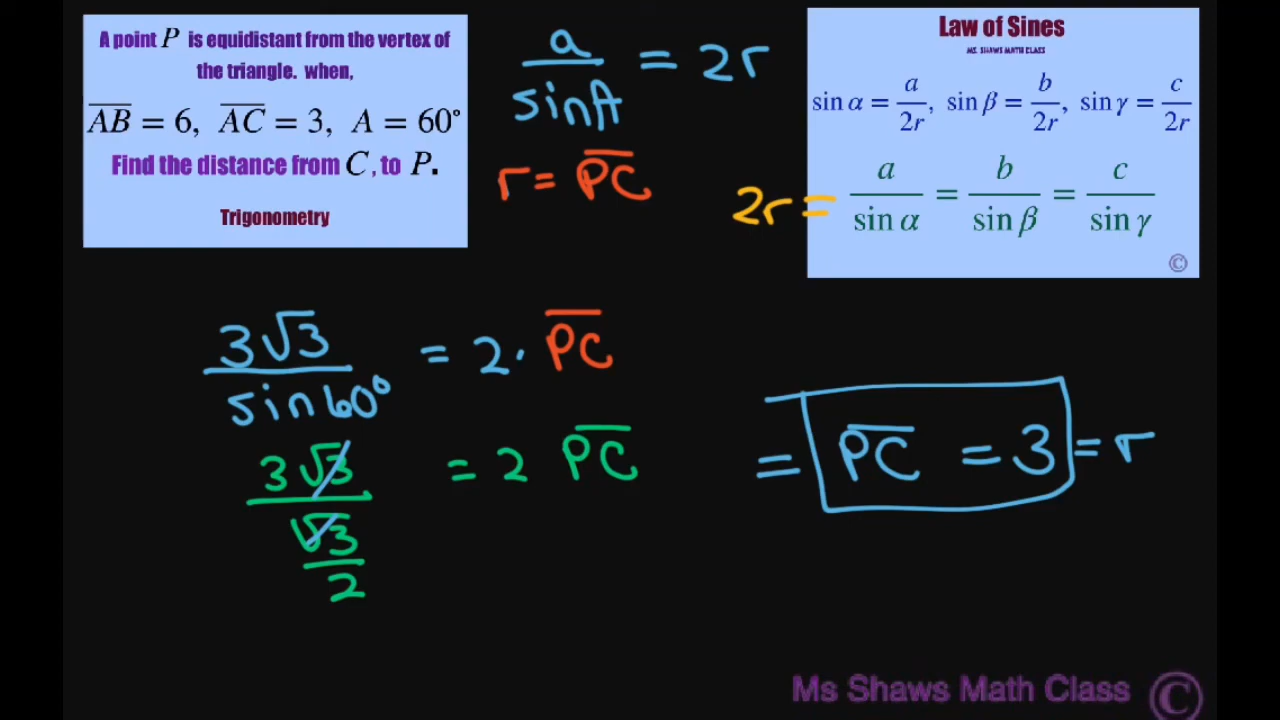 A point P is equidistant from the vertex of
the triangle. when,
AB = 6, AC = 3, A = 60°
Find the distance from C, to P.
Trigonometry
a/sinA = 2r
r = PC
2r =
Law of Sines
MS. SHAWS MATH CLASS
sin α = a/2r, sin β = b/2r, sin γ = c/2r
a/sin α = b/sin β = c/sin γ
©
3√3/sin60° = 2·PC
3√3/(√3/2) = 2 PC
= PC = 3 = r
Ms Shaws Math Class ©